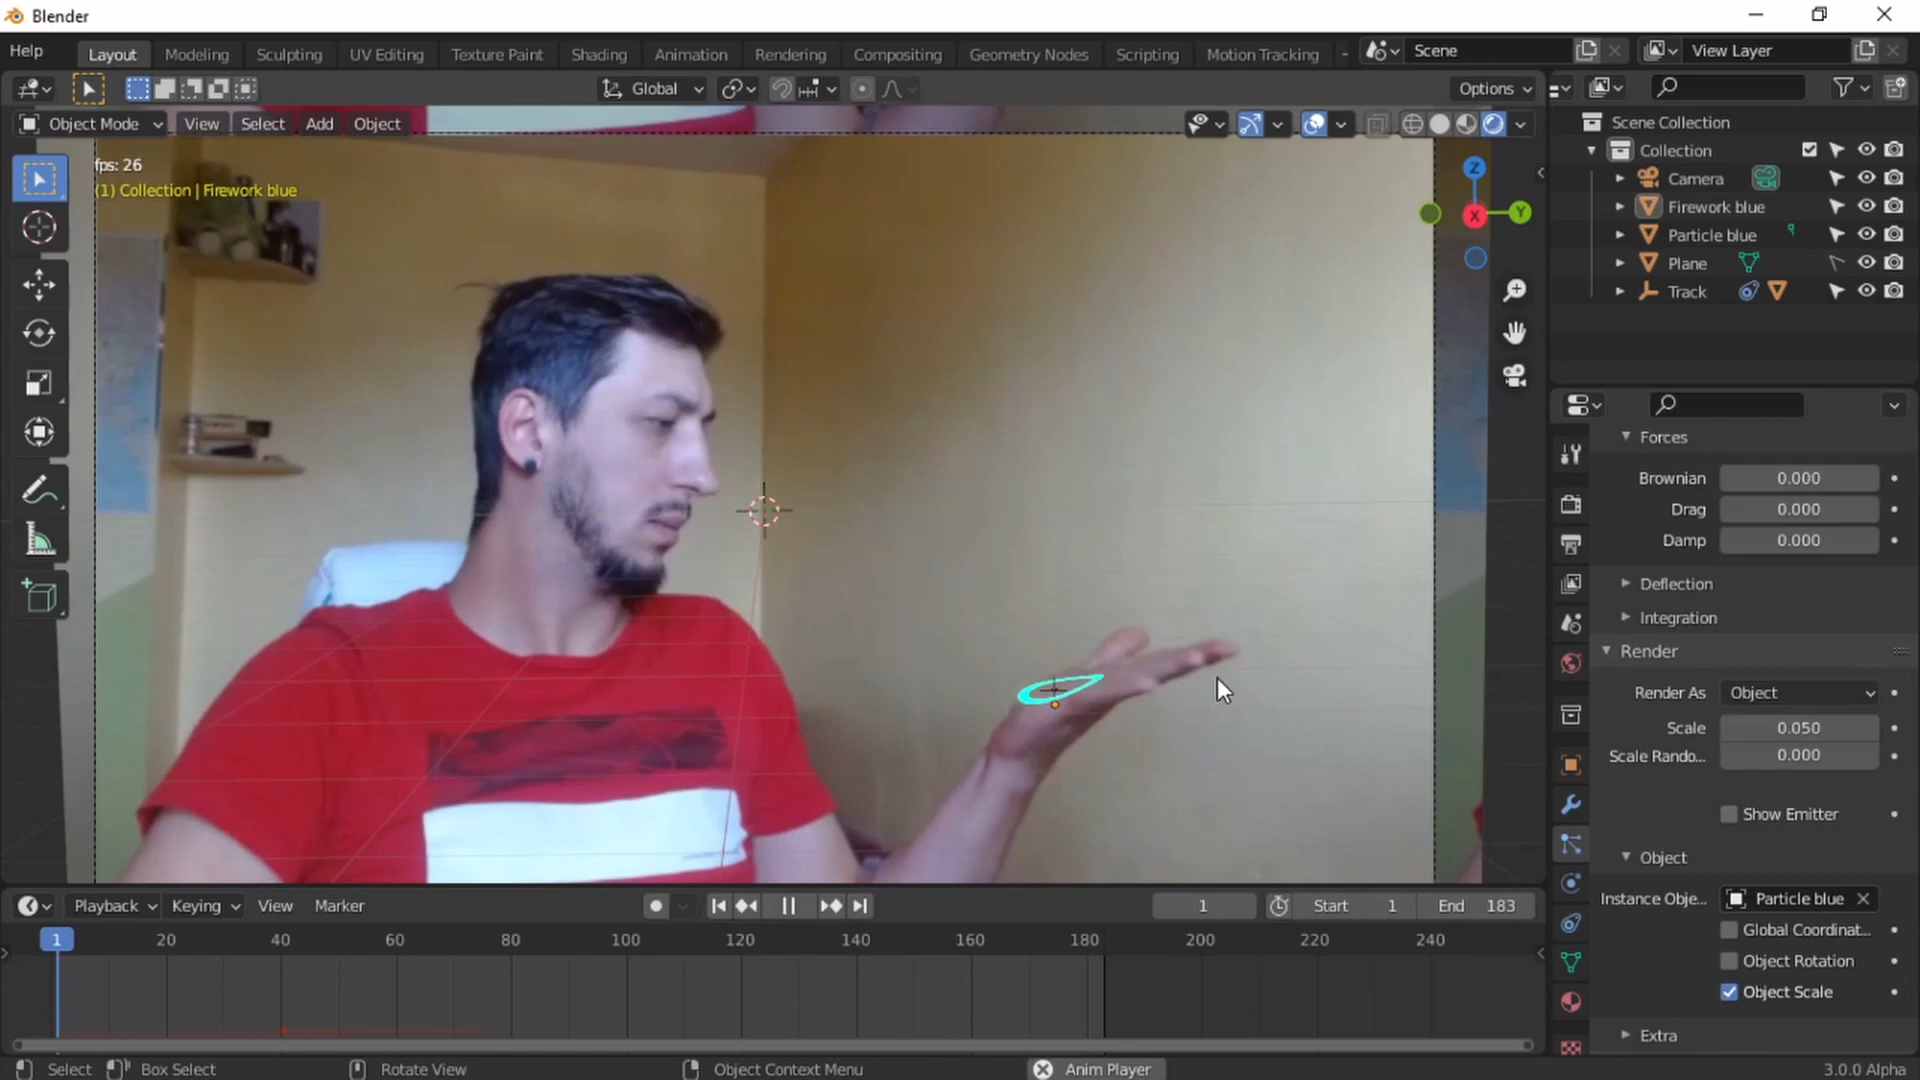 Blender
Help Layout Modeling Sculpting UV Editing Texture Paint Shading Animation Rendering Compositing Geometry Nodes Scripting Motion Tracking Scene View Layer
Global Options
Object Mode View Select Add Object
Scene Collection
Collection
Camera
Firework blue
Particle blue
Plane
Track
fps: 26
(1) Collection | Firework blue
Z
X
Y
Forces
Brownian 0.000
Drag 0.000
Damp 0.000
Deflection
Integration
Render
Render As Object
Scale 0.050
Scale Rando... 0.000
Show Emitter
Object
Instance Obje... Particle blue
Global Coordinat...
Object Rotation
Object Scale
Extra
Playback Keying View Marker 1 Start 1 End 183
1 20 40 60 80 100 120 140 160 180 200 220 240
Select Box Select Rotate View Object Context Menu Anim Player 3.0.0 Alpha